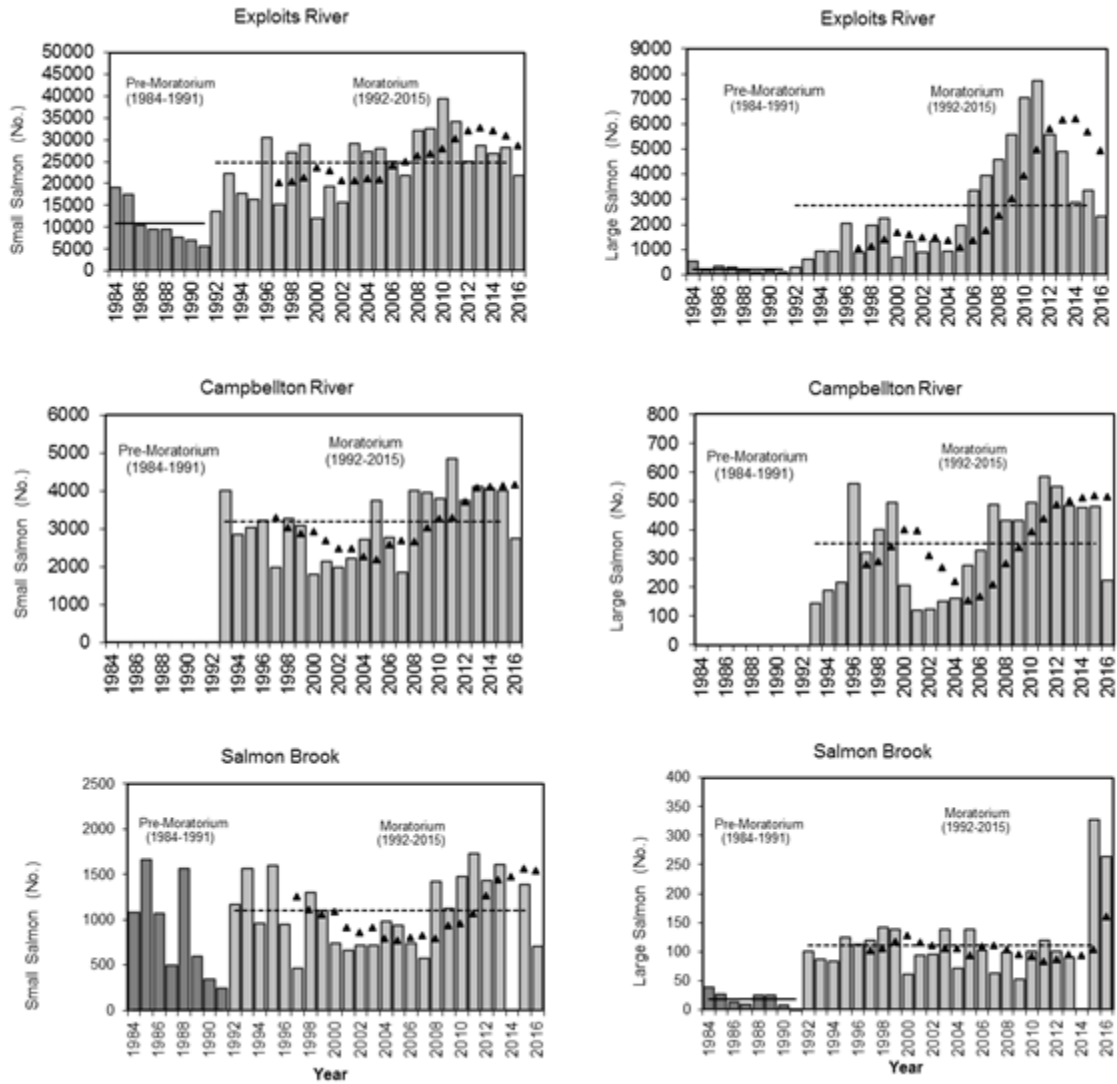 Exploits River
Small Salmon (No.)
50000
45000
40000
35000
30000
25000
20000
15000
10000
5000
0
Pre-Moratorium
(1984-1991)
Moratorium
(1992-2015)
1984 1986 1988 1990 1992 1994 1996 1998 2000 2002 2004 2006 2008 2010 2012 2014 2016
Exploits River
Large Salmon (No.)
9000
8000
7000
6000
5000
4000
3000
2000
1000
0
Pre-Moratorium
(1984-1991)
Moratorium
(1992-2015)
1984 1986 1988 1990 1992 1994 1996 1998 2000 2002 2004 2006 2008 2010 2012 2014 2016
Campbellton River
Small Salmon (No.)
6000
5000
4000
3000
2000
1000
0
Pre-Moratorium
(1984-1991)
Moratorium
(1992-2015)
1984 1986 1988 1990 1992 1994 1996 1998 2000 2002 2004 2006 2008 2010 2012 2014 2016
Campbellton River
Large Salmon (No.)
800
700
600
500
400
300
200
100
0
Pre-Moratorium
(1984-1991)
Moratorium
(1992-2015)
1984 1986 1988 1990 1992 1994 1996 1998 2000 2002 2004 2006 2008 2010 2012 2014 2016
Salmon Brook
Small Salmon (No.)
2500
2000
1500
1000
500
0
Pre-Moratorium
(1984-1991)
Moratorium
(1992-2015)
1984 1986 1988 1990 1992 1994 1996 1998 2000 2002 2004 2006 2008 2010 2012 2014 2016
Year
Salmon Brook
Large Salmon (No.)
400
350
300
250
200
150
100
50
0
Pre-Moratorium
(1984-1991)
Moratorium
(1992-2015)
1984 1986 1988 1990 1992 1994 1996 1998 2000 2002 2004 2006 2008 2010 2012 2014 2016
Year